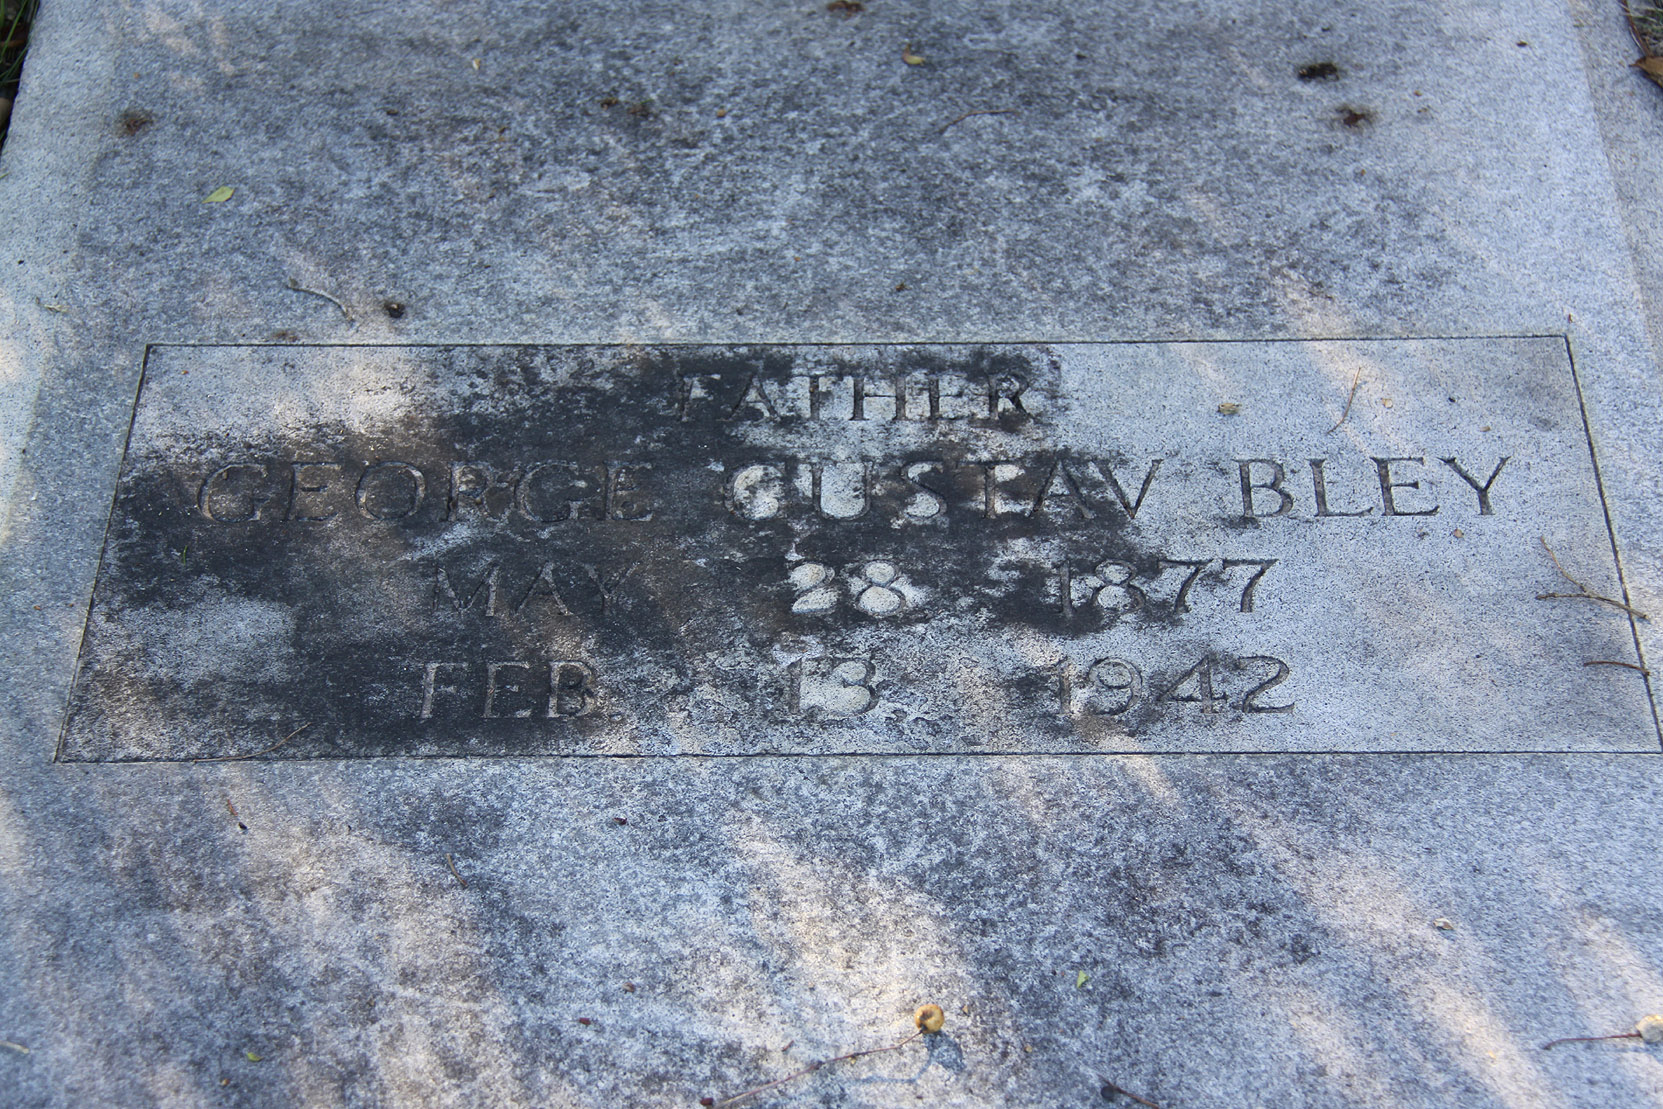 FATHER
GEORGE GUSTAV BLEY
MAY 28 1877
FEB. 13 1942